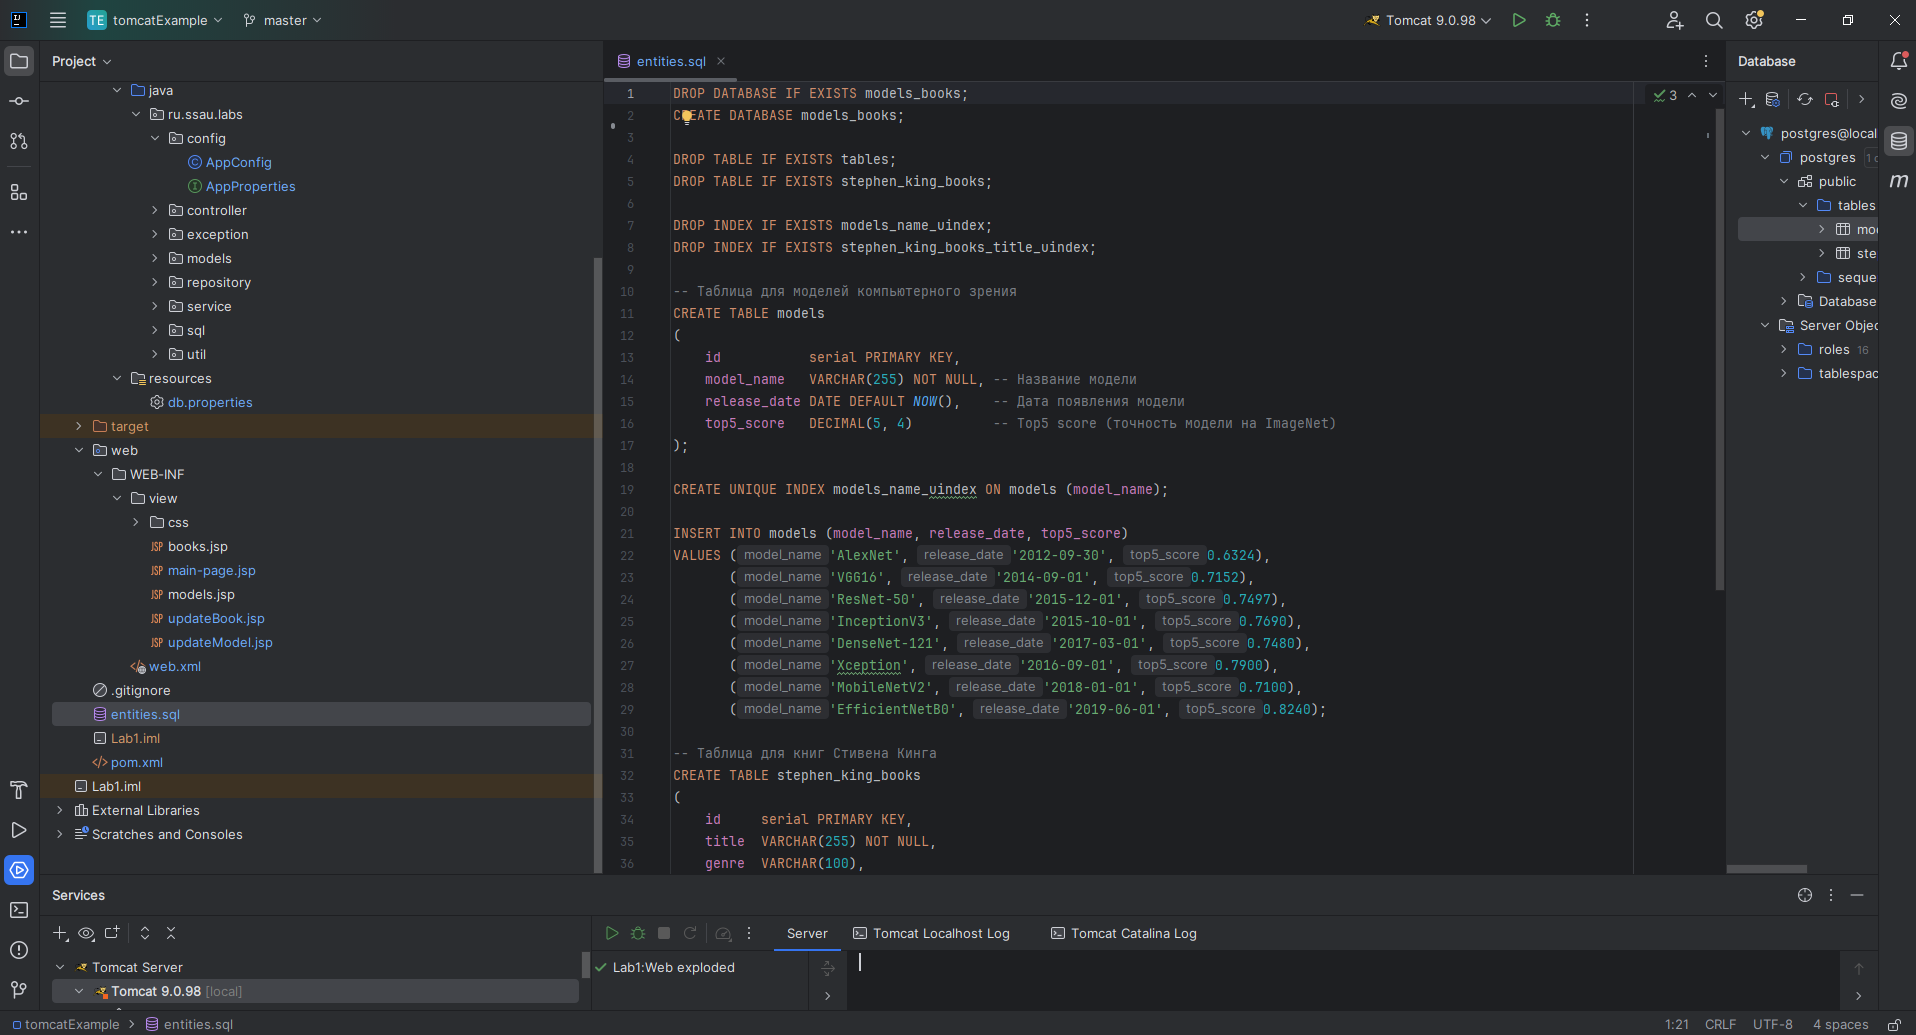 TE tomcatExample master Tomcat 9.0.98
Project
java
ru.ssau.labs
config
AppConfig
AppProperties
controller
exception
models
repository
service
sql
util
resources
db.properties
target
web
WEB-INF
view
css
JSP books.jsp
JSP main-page.jsp
JSP models.jsp
JSP updateBook.jsp
JSP updateModel.jsp
web.xml
.gitignore
entities.sql
Lab1.iml
pom.xml
Lab1.iml
External Libraries
Scratches and Consoles
entities.sql
3
1 DROP DATABASE IF EXISTS models_books;
2 CREATE DATABASE models_books;
3
4 DROP TABLE IF EXISTS tables;
5 DROP TABLE IF EXISTS stephen_king_books;
6
7 DROP INDEX IF EXISTS models_name_uindex;
8 DROP INDEX IF EXISTS stephen_king_books_title_uindex;
9
10 -- Таблица для моделей компьютерного зрения
11 CREATE TABLE models
12 (
13 id serial PRIMARY KEY,
14 model_name VARCHAR(255) NOT NULL, -- Название модели
15 release_date DATE DEFAULT NOW(), -- Дата появления модели
16 top5_score DECIMAL(5, 4) -- Top5 score (точность модели на ImageNet)
17 );
18
19 CREATE UNIQUE INDEX models_name_uindex ON models (model_name);
20
21 INSERT INTO models (model_name, release_date, top5_score)
22 VALUES ( model_name 'AlexNet', release_date '2012-09-30', top5_score 0.6324),
23 ( model_name 'VGG16', release_date '2014-09-01', top5_score 0.7152),
24 ( model_name 'ResNet-50', release_date '2015-12-01', top5_score 0.7497),
25 ( model_name 'InceptionV3', release_date '2015-10-01', top5_score 0.7690),
26 ( model_name 'DenseNet-121', release_date '2017-03-01', top5_score 0.7480),
27 ( model_name 'Xception', release_date '2016-09-01', top5_score 0.7900),
28 ( model_name 'MobileNetV2', release_date '2018-01-01', top5_score 0.7100),
29 ( model_name 'EfficientNetB0', release_date '2019-06-01', top5_score 0.8240);
30
31 -- Таблица для книг Стивена Кинга
32 CREATE TABLE stephen_king_books
33 (
34 id serial PRIMARY KEY,
35 title VARCHAR(255) NOT NULL,
36 genre VARCHAR(100),
Database
postgres@local
postgres 1
public
tables
mo
ste
seque
Database
Server Objec
roles 16
tablespac
m
Services
Tomcat Server
Tomcat 9.0.98 [local]
Server Tomcat Localhost Log Tomcat Catalina Log
Lab1:Web exploded
tomcatExample > entities.sql
1:21 CRLF UTF-8 4 spaces